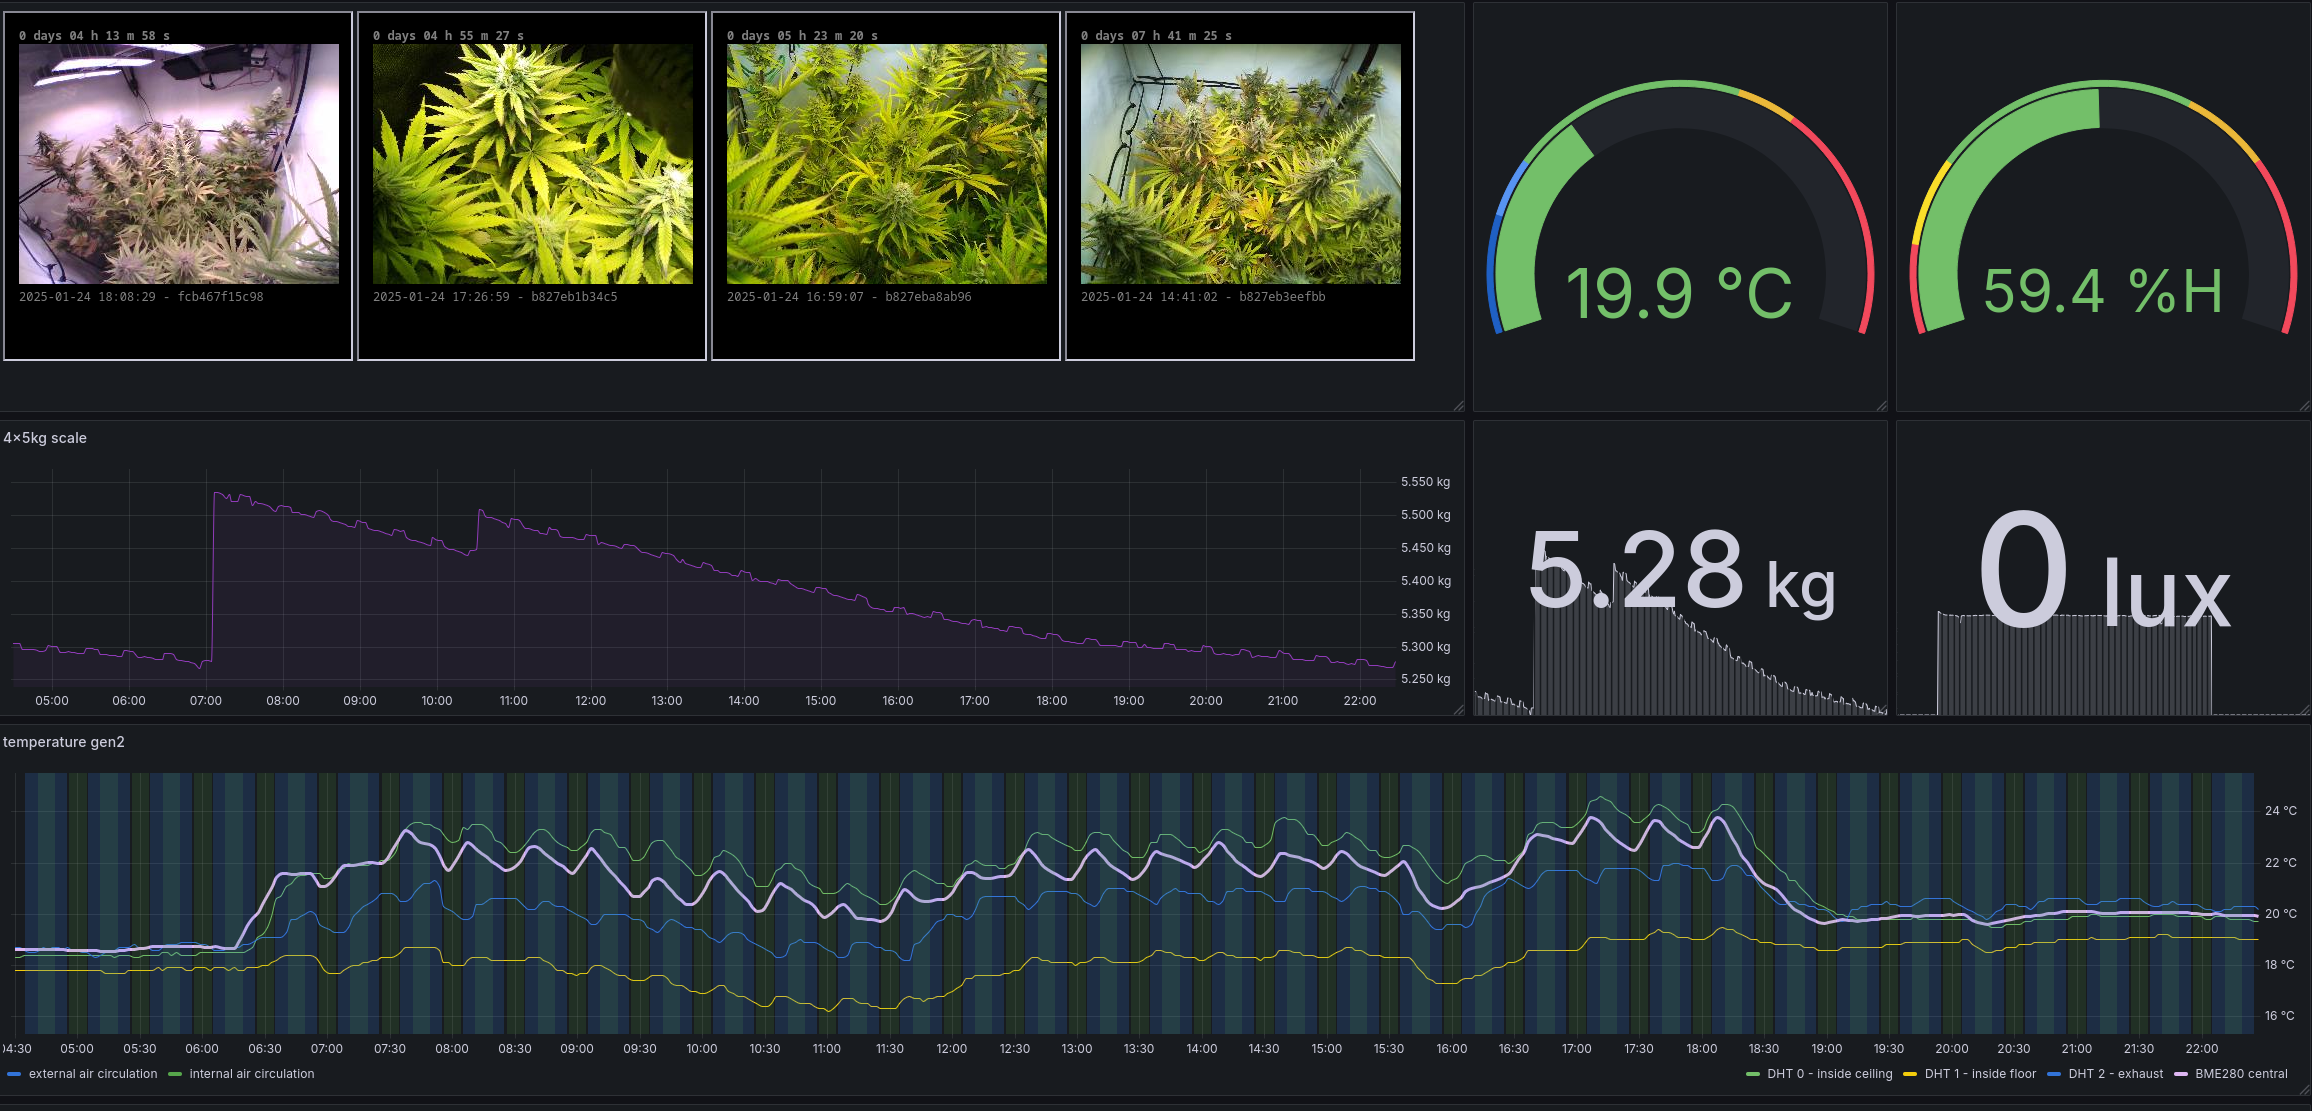 0 days 04 h 13 m 58 s
2025-01-24 18:08:29 - fcb467f15c98
0 days 04 h 55 m 27 s
2025-01-24 17:26:59 - b827eb1b34c5
0 days 05 h 23 m 20 s
2025-01-24 16:59:07 - b827eba8ab96
0 days 07 h 41 m 25 s
2025-01-24 14:41:02 - b827eb3eefbb
19.9 °C
59.4 %H
4x5kg scale
5.550 kg
5.500 kg
5.450 kg
5.400 kg
5.350 kg
5.300 kg
5.250 kg
05:00 06:00 07:00 08:00 09:00 10:00 11:00 12:00 13:00 14:00 15:00 16:00 17:00 18:00 19:00 20:00 21:00 22:00
5.28 kg
0 lux
temperature gen2
24 °C
22 °C
20 °C
18 °C
16 °C
04:30 05:00 05:30 06:00 06:30 07:00 07:30 08:00 08:30 09:00 09:30 10:00 10:30 11:00 11:30 12:00 12:30 13:00 13:30 14:00 14:30 15:00 15:30 16:00 16:30 17:00 17:30 18:00 18:30 19:00 19:30 20:00 20:30 21:00 21:30 22:00
external air circulation internal air circulation
DHT 0 - inside ceiling DHT 1 - inside floor DHT 2 - exhaust BME280 central